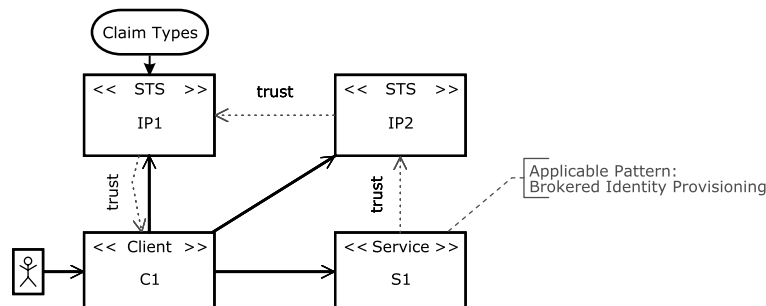 Claim Types
<< STS >>
IP1
trust
<< STS >>
IP2
trust
trust
Applicable Pattern:
Brokered Identity Provisioning
<< Client >>
C1
<< Service >>
S1